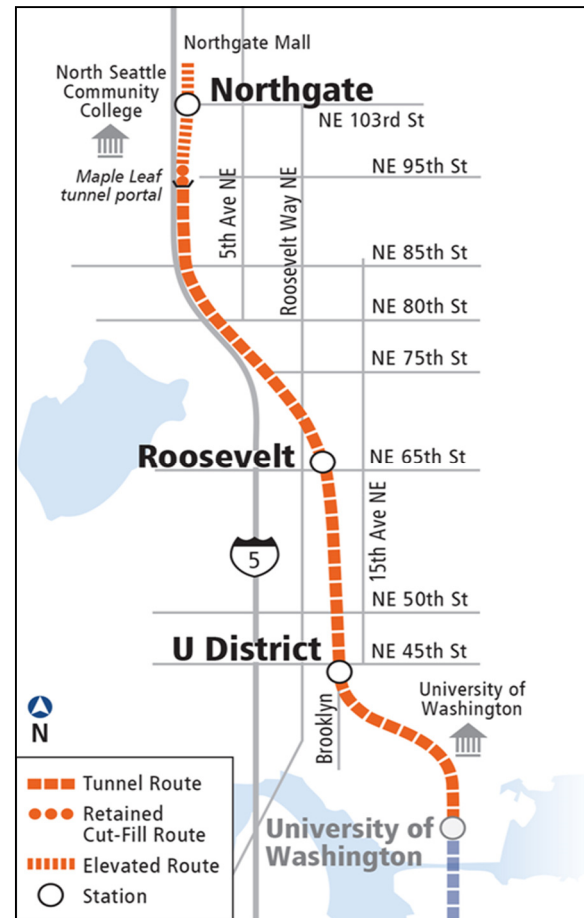 Northgate Mall
North Seattle
Community
College
Northgate
NE 103rd St
Maple Leaf
tunnel portal
NE 95th St
5th Ave NE
Roosevelt Way NE
NE 85th St
NE 80th St
NE 75th St
Roosevelt
NE 65th St
15th Ave NE
5
NE 50th St
U District
NE 45th St
University of
Washington
Brooklyn
N
University of
Washington
Tunnel Route
Retained
Cut-Fill Route
Elevated Route
Station